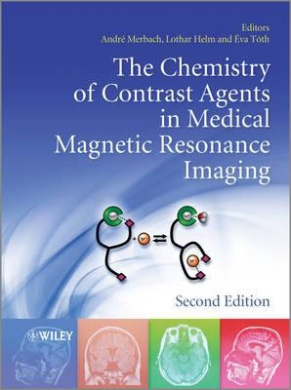 Editors
André Merbach, Lothar Helm and Éva Tóth
The Chemistry
of Contrast Agents
in Medical
Magnetic Resonance
Imaging
Second Edition
WILEY